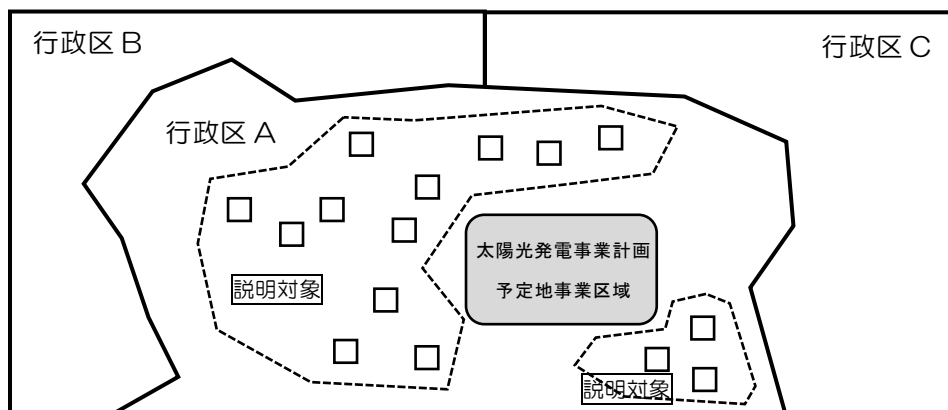 行政区B
行政区C
行政区A
太陽光発電事業計画
予定地事業区域
説明対象
説明対象